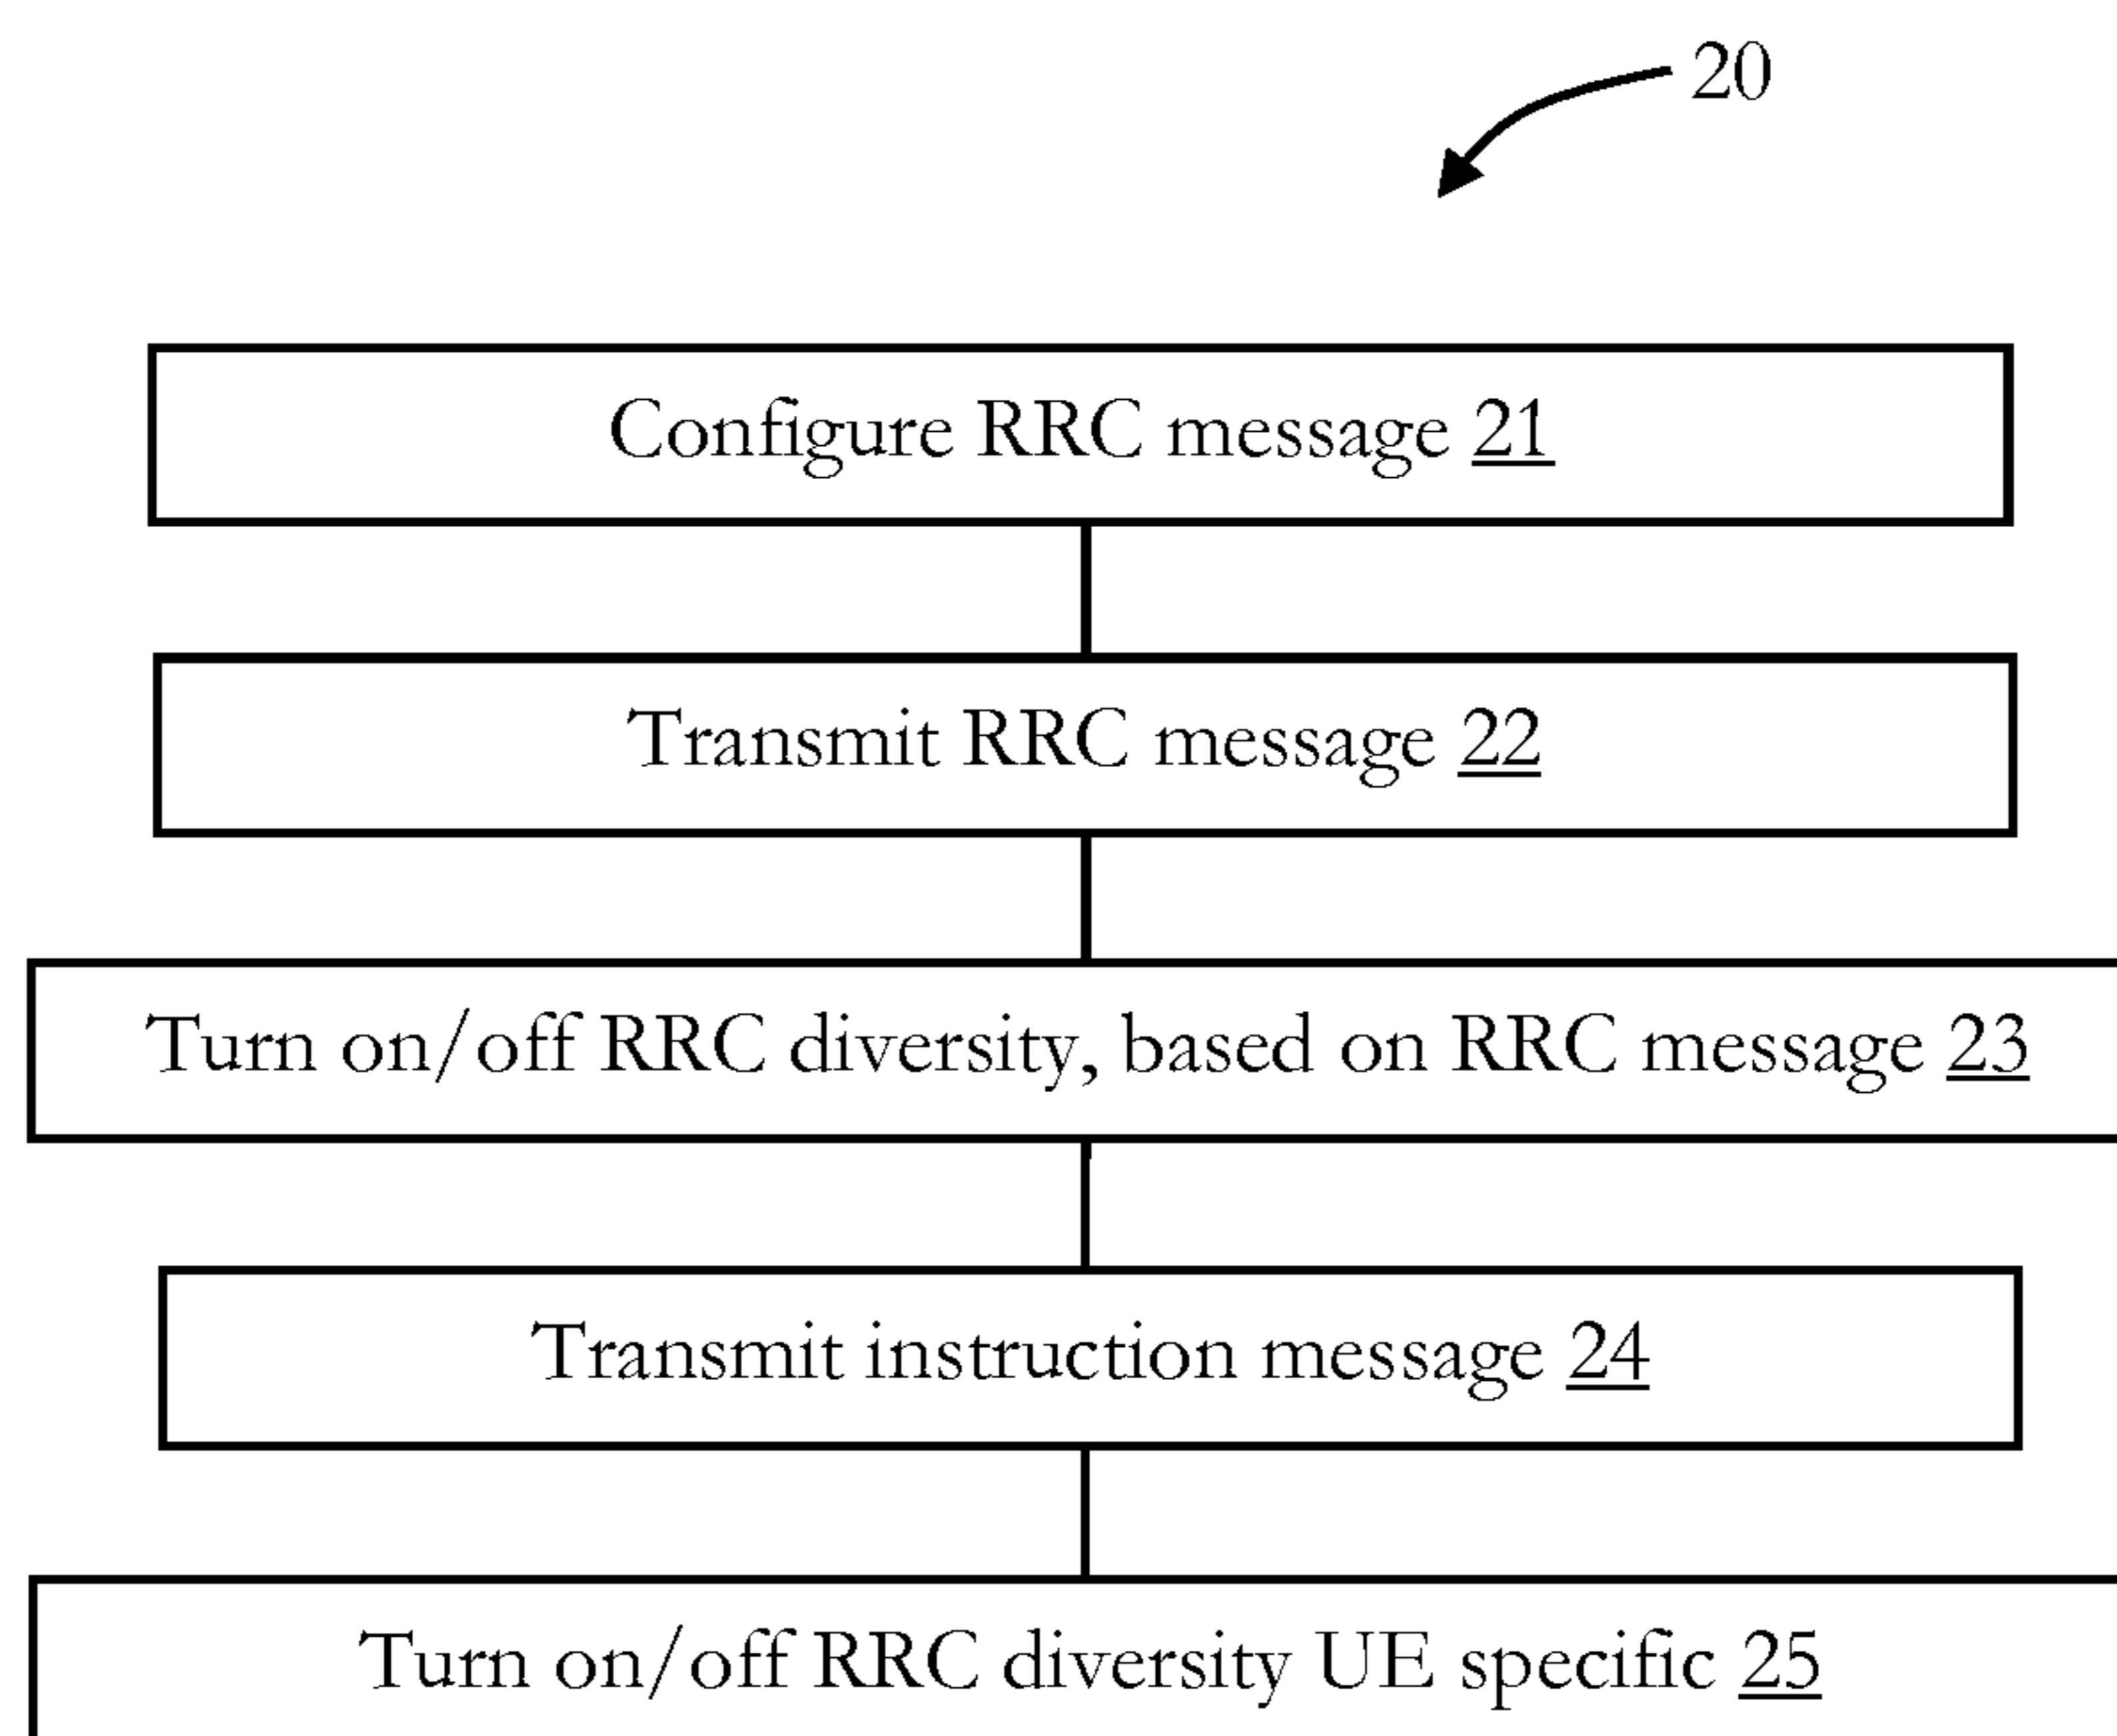 20
Configure RRC message 21
Transmit RRC message 22
Turn on/off RRC diversity, based on RRC message 23
Transmit instruction message 24
Turn on/off RRC diversity UE specific 25